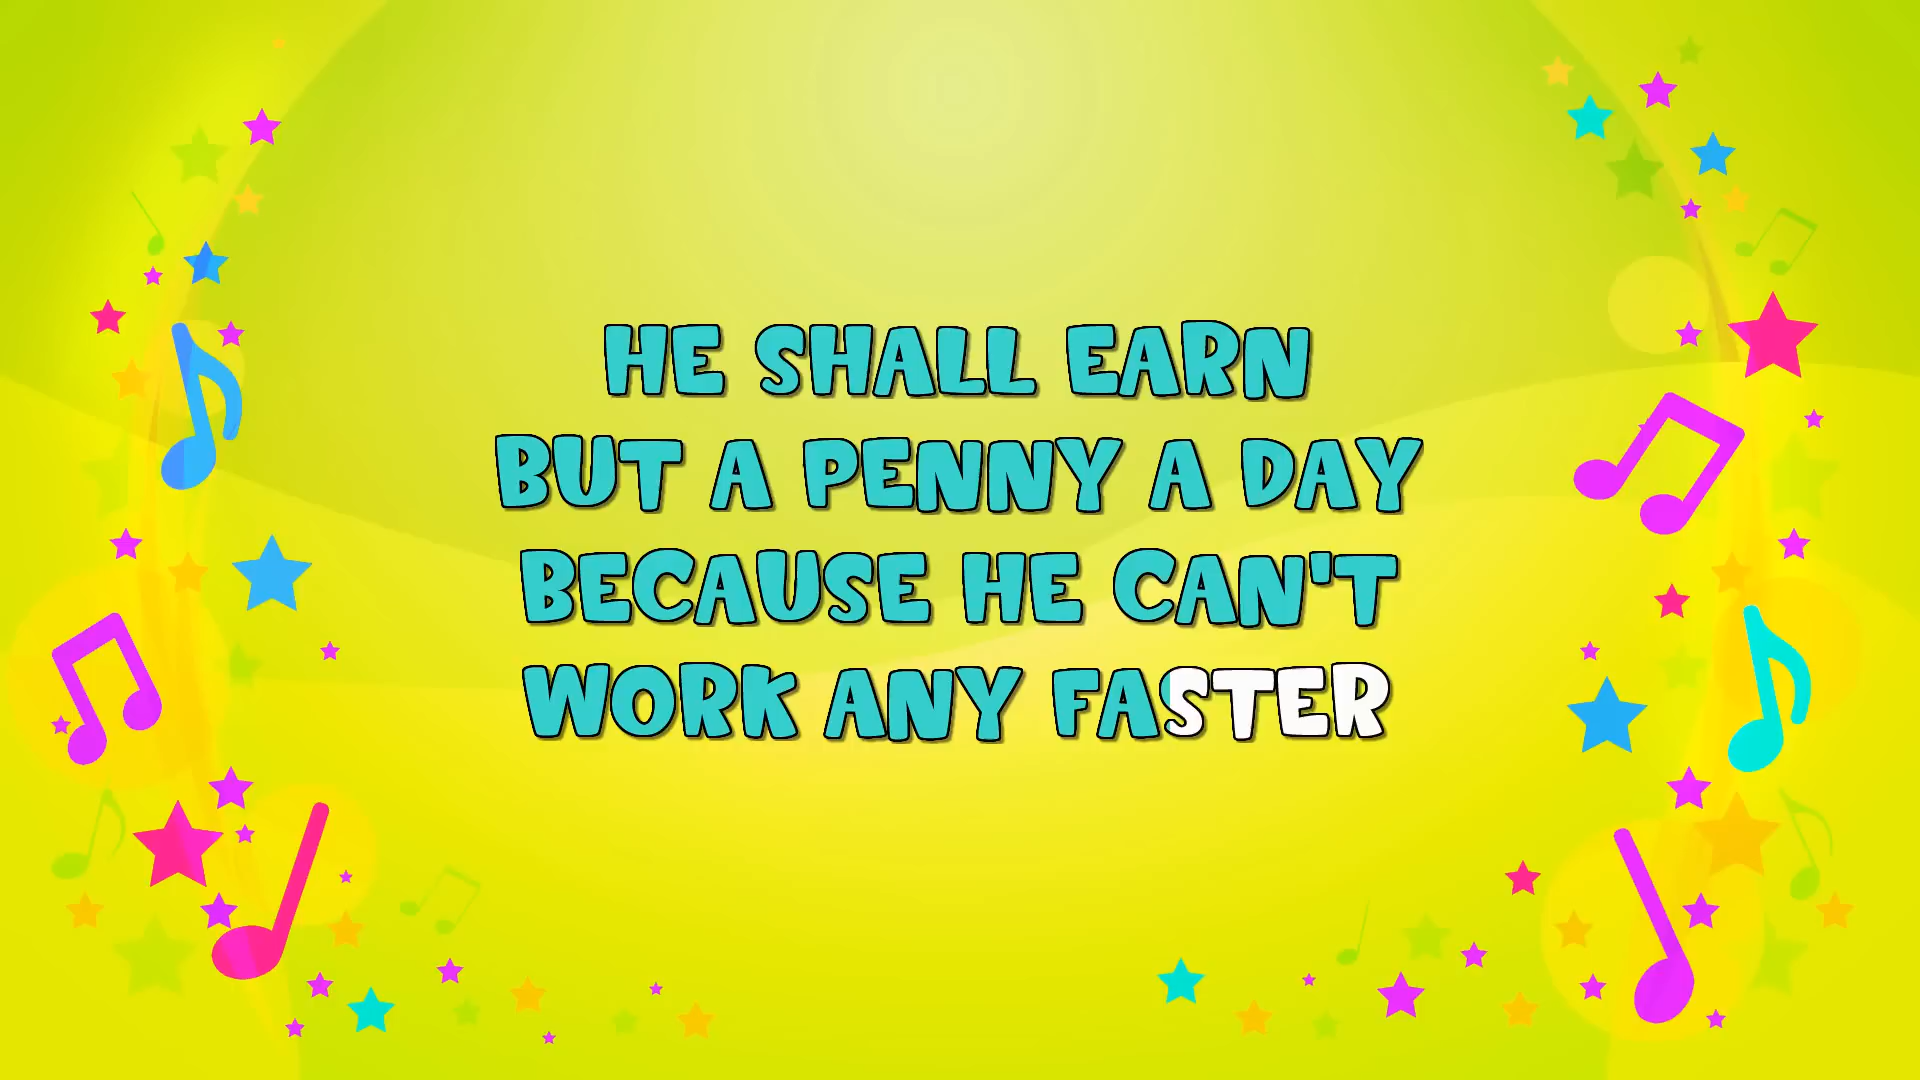 HE SHALL EARN
BUT A PENNY A DAY
BECAUSE HE CAN'T
WORK ANY FASTER